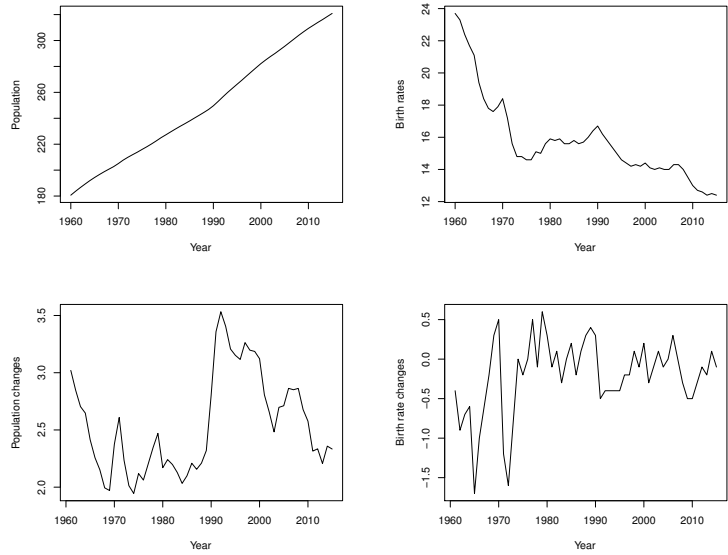 Population
180 220 260 300
1960 1970 1980 1990 2000 2010
Year
Birth rates
12 14 16 18 20 22 24
1960 1970 1980 1990 2000 2010
Year
Population changes
2.0 2.5 3.0 3.5
1960 1970 1980 1990 2000 2010
Year
Birth rate changes
−1.5 −1.0 −0.5 0.0 0.5
1960 1970 1980 1990 2000 2010
Year